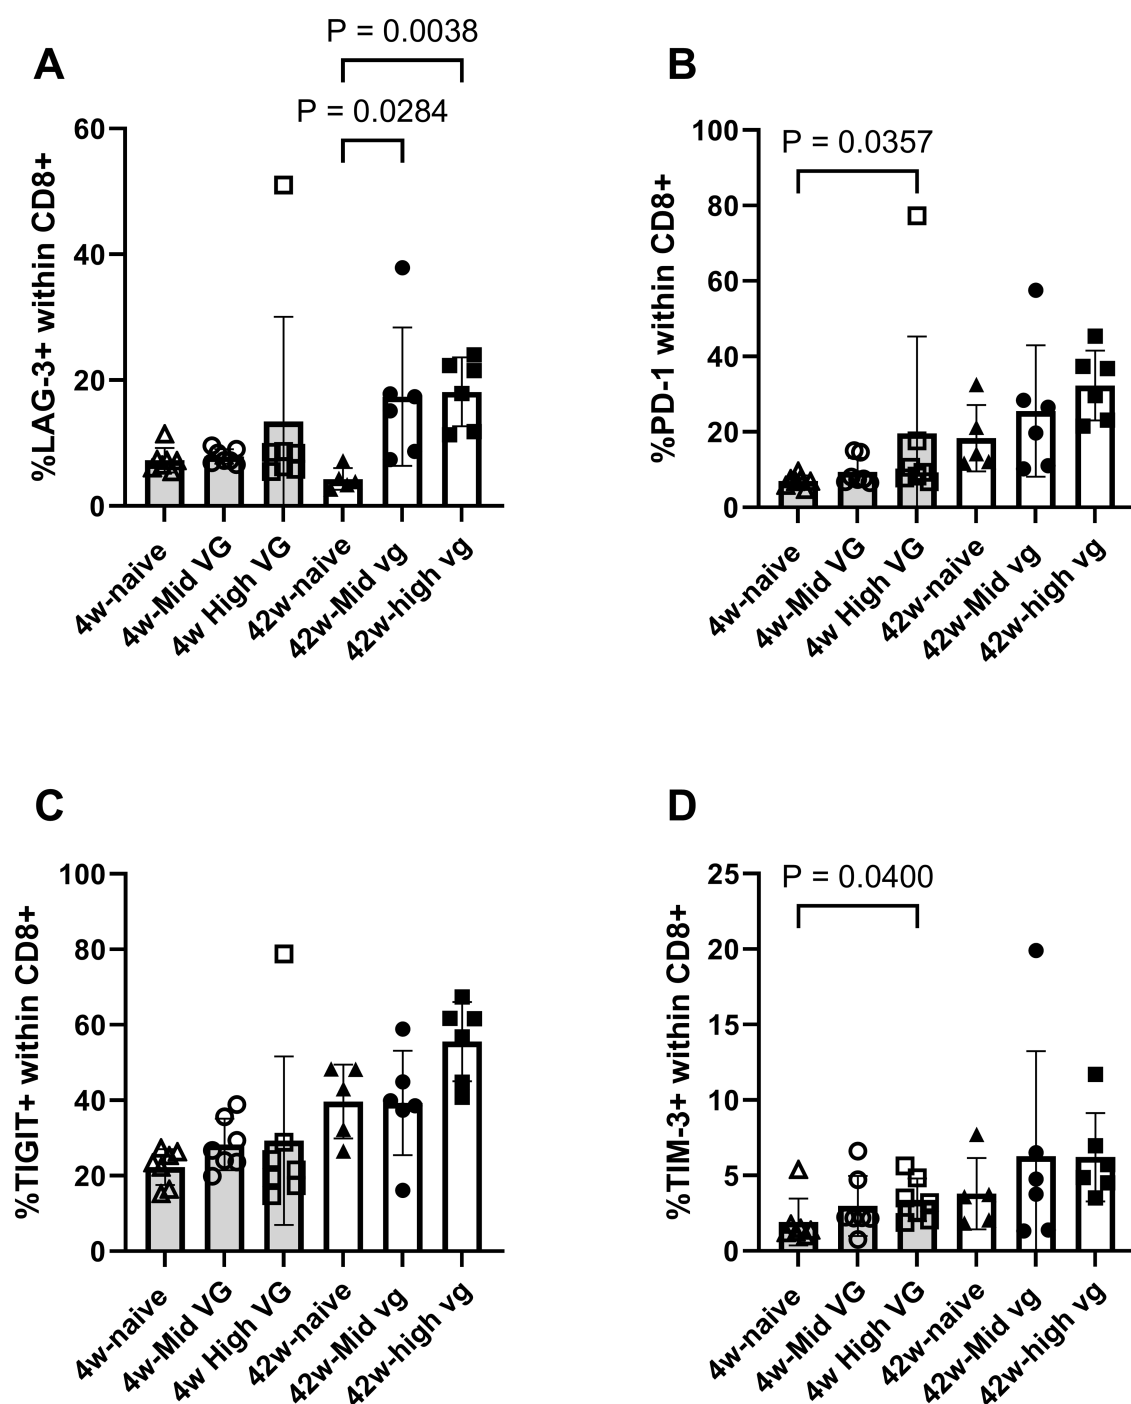 A
P = 0.0038
P = 0.0284
%LAG-3+ within CD8+
60
40
20
0
4w-naive
4w-Mid VG
4w High VG
42w-naive
42w-Mid vg
42w-high vg
B
P = 0.0357
%PD-1 within CD8+
100
80
60
40
20
0
4w-naive
4w-Mid VG
4w High VG
42w-naive
42w-Mid vg
42w-high vg
C
%TIGIT+ within CD8+
100
80
60
40
20
0
4w-naive
4w-Mid VG
4w High VG
42w-naive
42w-Mid vg
42w-high vg
D
P = 0.0400
%TIM-3+ within CD8+
25
20
15
10
5
0
4w-naive
4w-Mid VG
4w High VG
42w-naive
42w-Mid vg
42w-high vg